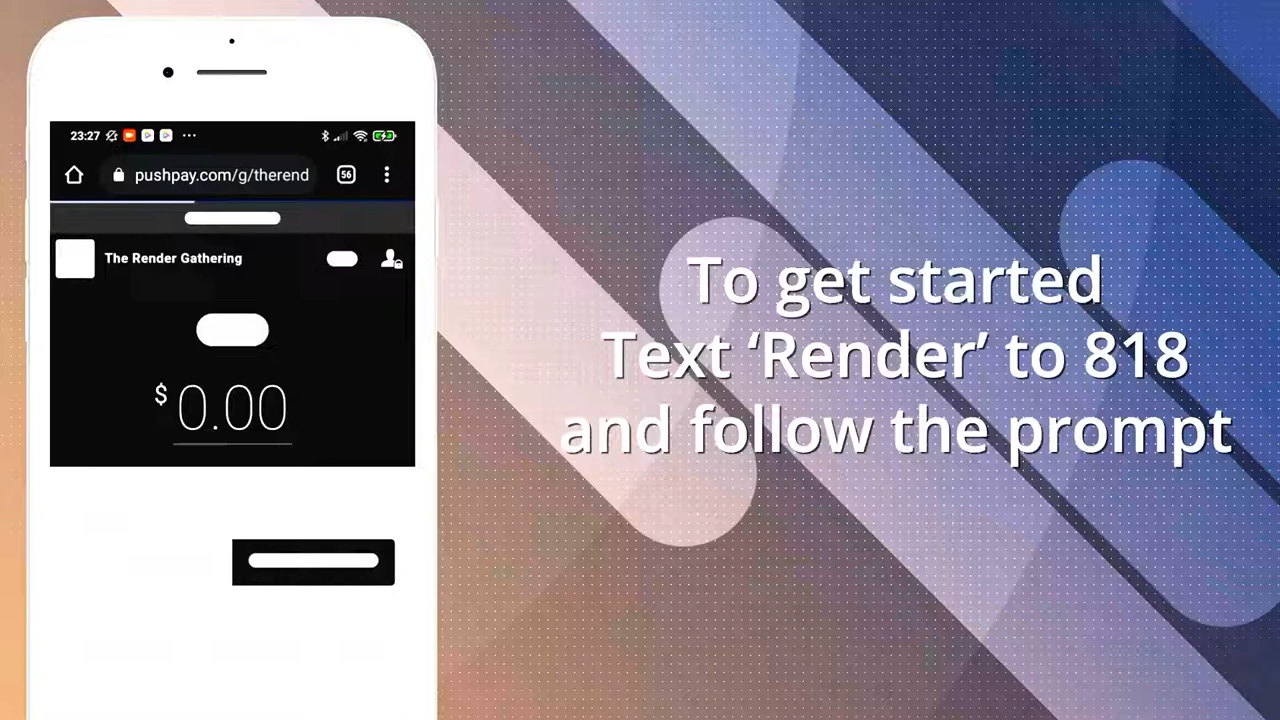 23:27
56
pushpay.com/g/therend
The Render Gathering
$ 0.00
To get started
Text ‘Render’ to 818
and follow the prompt